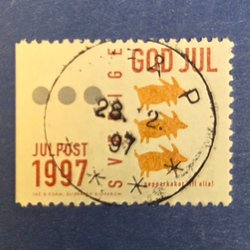 GOD JUL
SVERIGE
JULPOST
1997
pepparkakor till alla!
R P
28. 2.
97